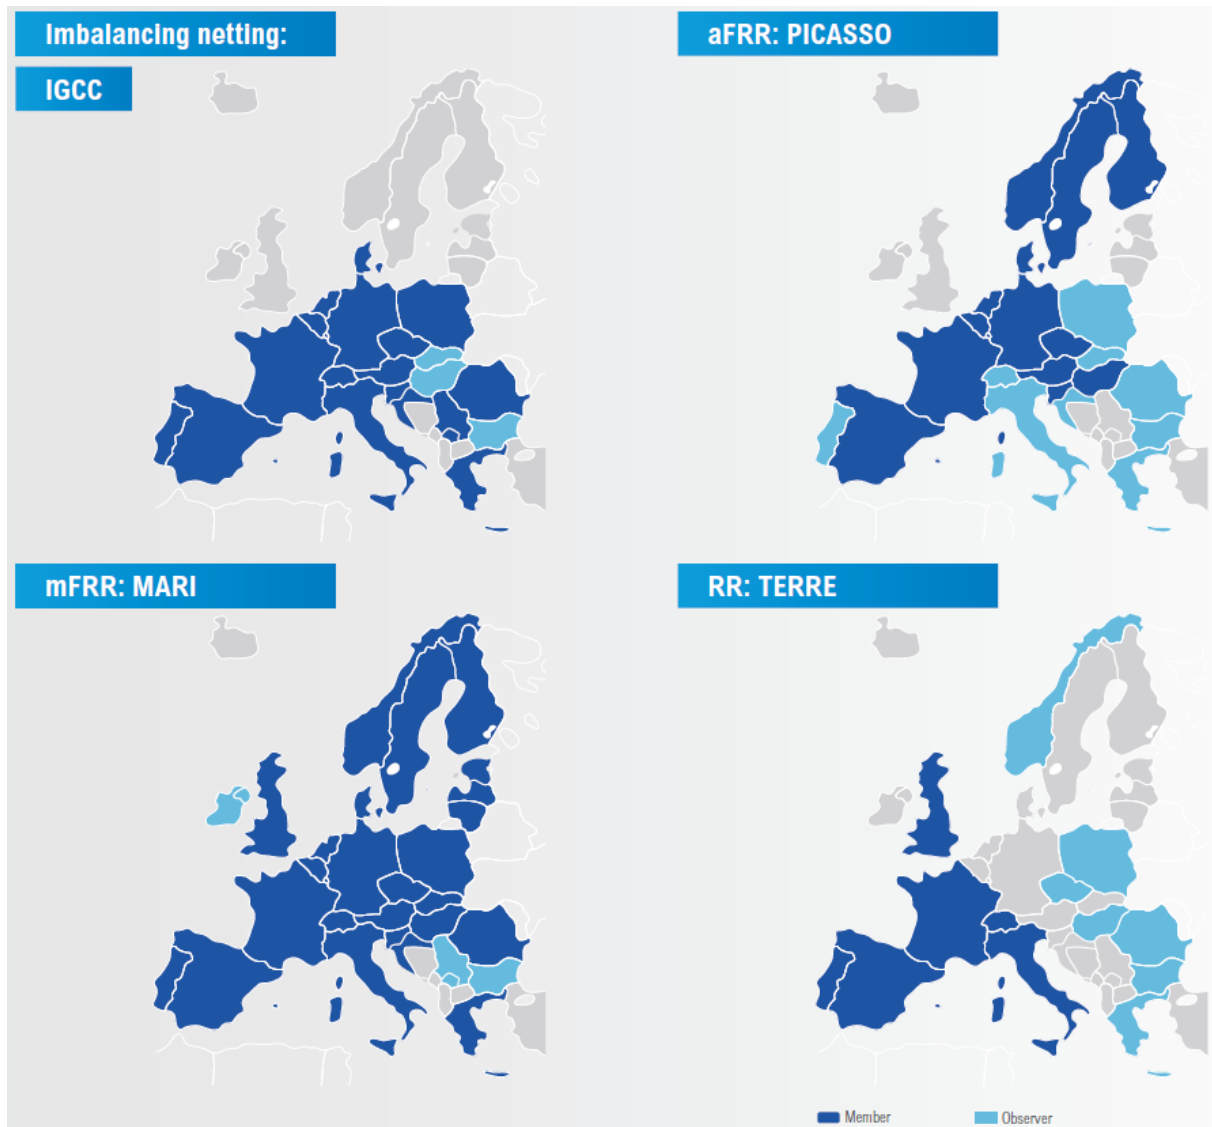 Imbalancing netting:
IGCC
aFRR: PICASSO
mFRR: MARI
RR: TERRE
Member
Observer